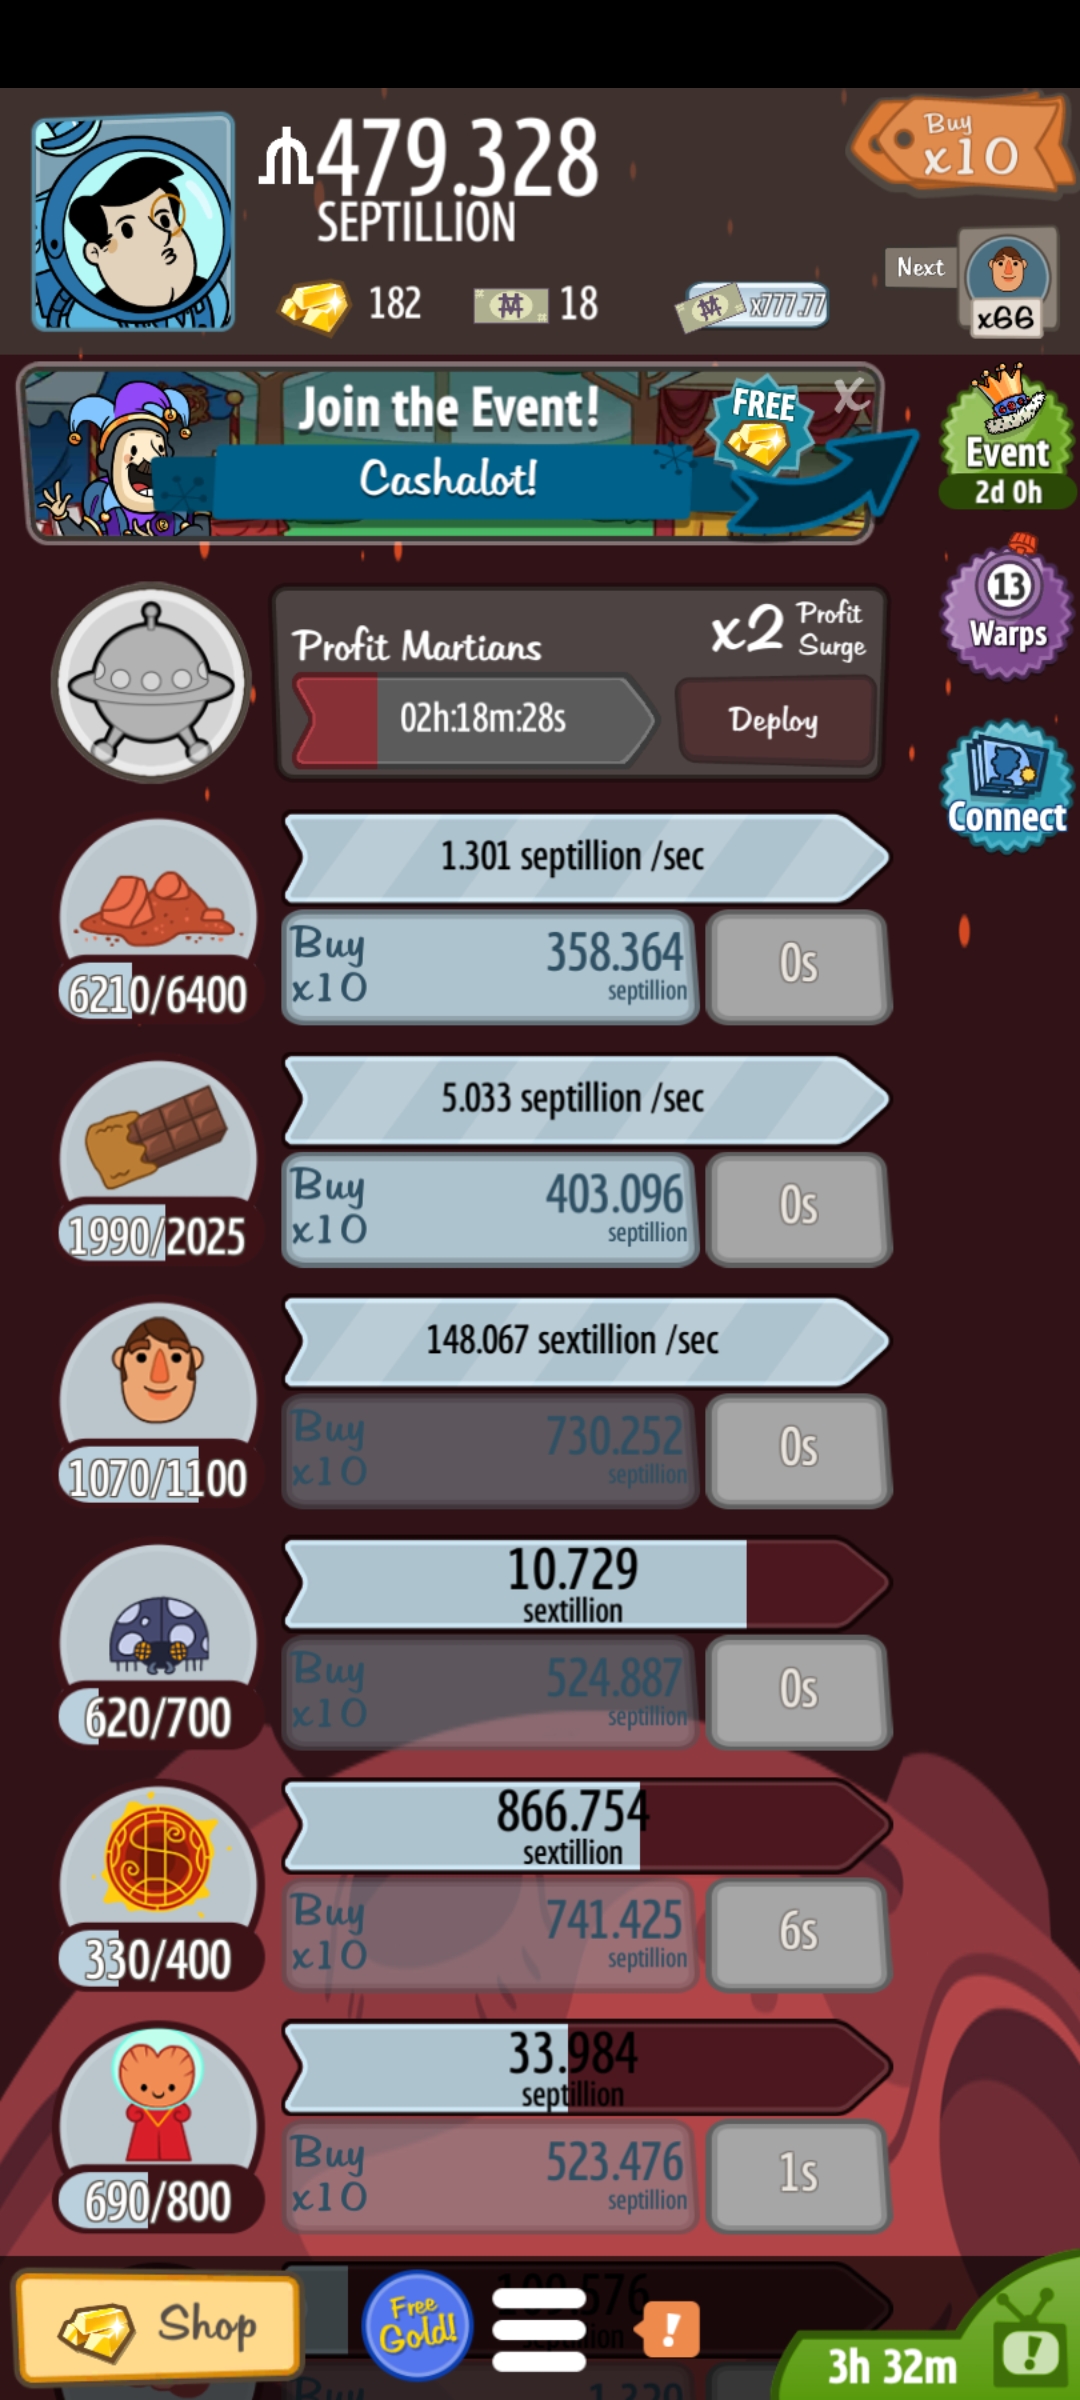 479.328
SEPTILLION
Buy
x10
182
18
x777.77
Next
x66
Join the Event!
FREE
X
Cashalot!
Event
2d 0h
13
Warps
Profit Martians
x2 Profit
Surge
02h:18m:28s
Deploy
Connect
1.301 septillion /sec
Buy
x10
358.364
septillion
0s
6210/6400
5.033 septillion /sec
Buy
x10
403.096
septillion
0s
1990/2025
148.067 sextillion /sec
Buy
x10
730.252
septillion
0s
1070/1100
10.729
sextillion
Buy
x10
524.887
septillion
0s
620/700
866.754
sextillion
Buy
x10
741.425
septillion
6s
330/400
33.984
septillion
Buy
x10
523.476
septillion
1s
690/800
Shop
Free
Gold!
!
3h 32m
!
Buy
1.320